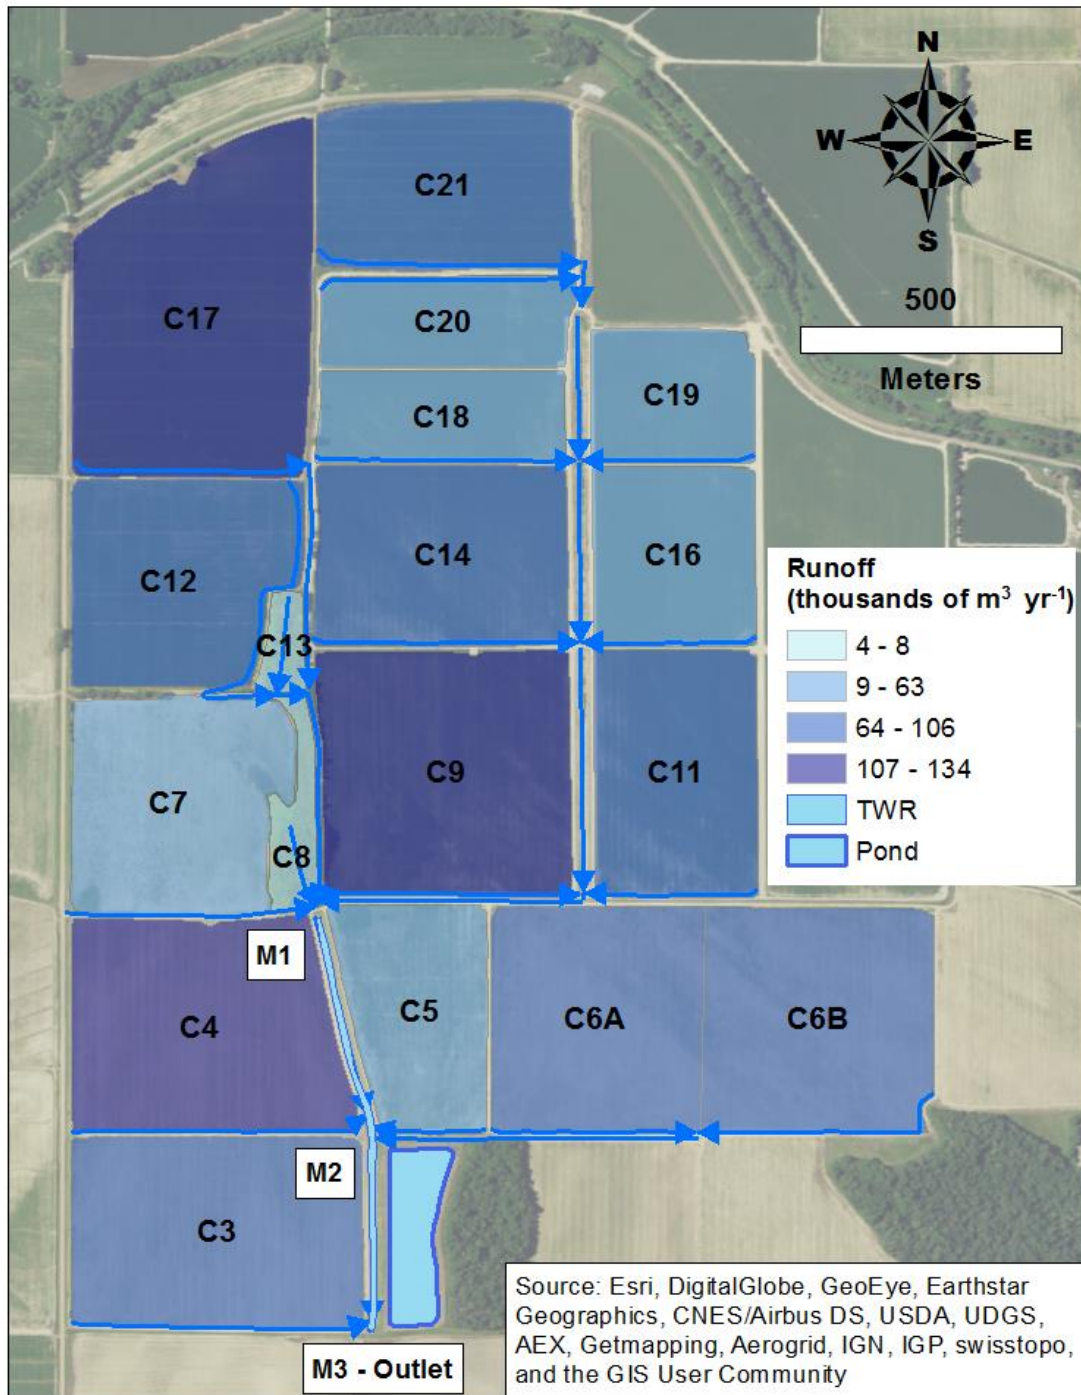 N
W E
S
500
Meters
C21
C17
C20
C19
C18
C14
C16
C12
C13
C9
C11
C7
C8
Runoff
(thousands of m³ yr⁻¹)
4 - 8
9 - 63
64 - 106
107 - 134
TWR
Pond
M1
C4
C5
C6A
C6B
M2
C3
M3 - Outlet
Source: Esri, DigitalGlobe, GeoEye, Earthstar
Geographics, CNES/Airbus DS, USDA, UDGS,
AEX, Getmapping, Aerogrid, IGN, IGP, swisstopo,
and the GIS User Community